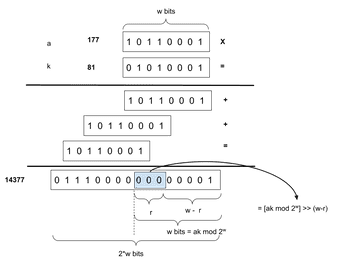 w bits
a 177 1 0 1 1 0 0 0 1 X
k 81 0 1 0 1 0 0 0 1 =
1 0 1 1 0 0 0 1 +
1 0 1 1 0 0 0 1 +
1 0 1 1 0 0 0 1 =
14377 0 1 1 1 0 0 0 0 0 0 0 0 0 0 0 1
= [ak mod 2ʷ] >> (w-r)
r w - r
w bits = ak mod 2ʷ
2*w bits